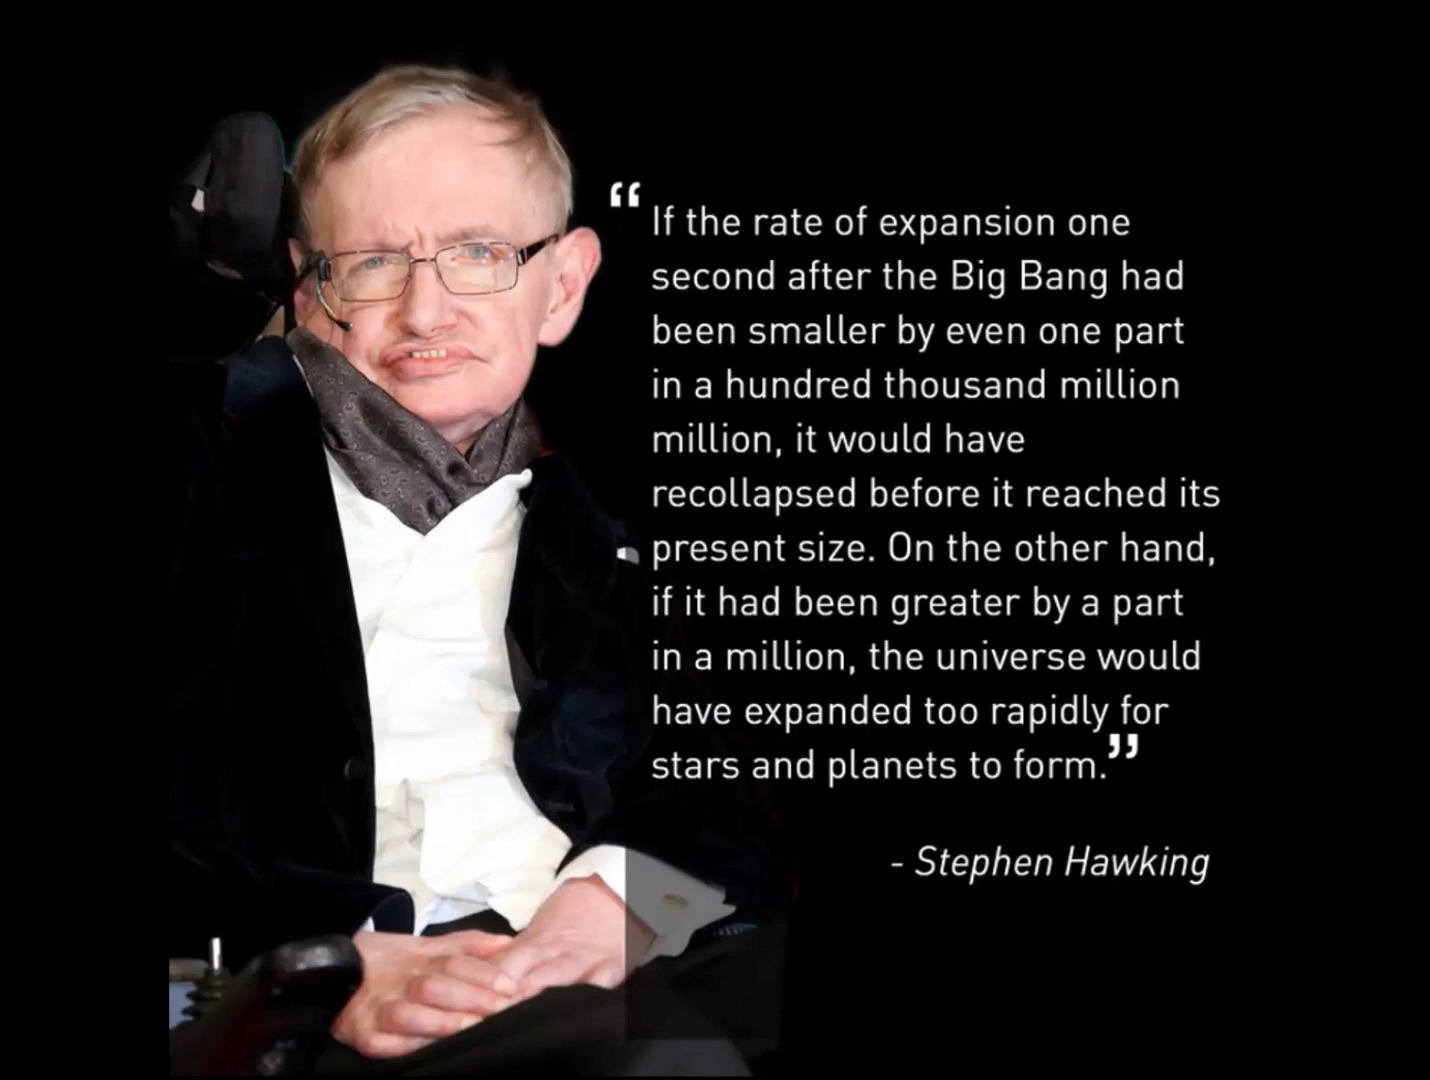 “If the rate of expansion one
second after the Big Bang had
been smaller by even one part
in a hundred thousand million
million, it would have
recollapsed before it reached its
present size. On the other hand,
if it had been greater by a part
in a million, the universe would
have expanded too rapidly for
stars and planets to form.”
- Stephen Hawking